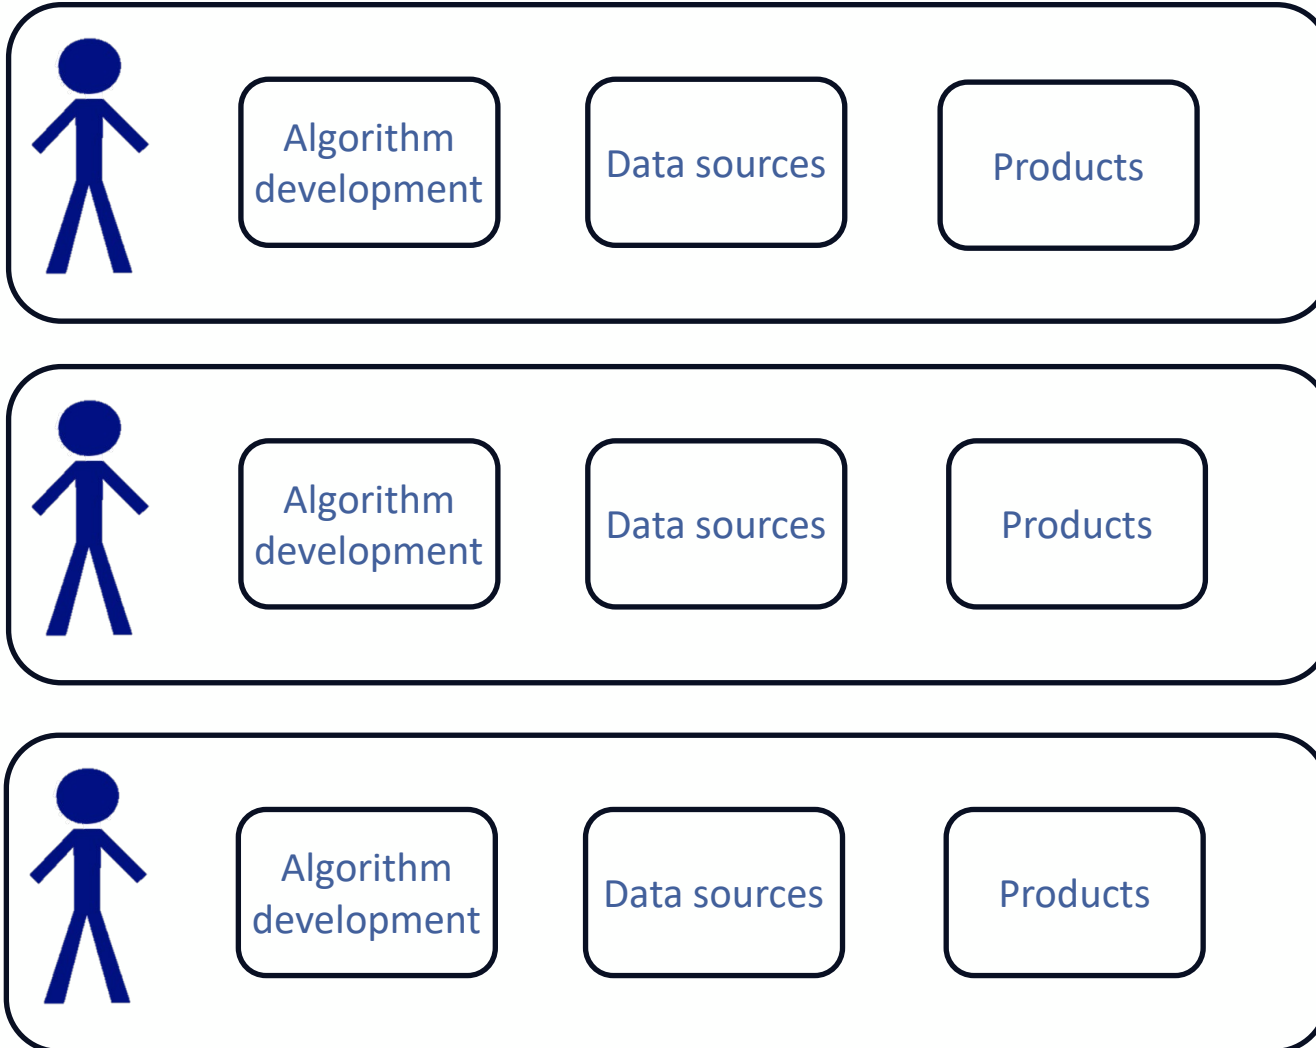 Algorithm
development
Data sources
Products
Algorithm
development
Data sources
Products
Algorithm
development
Data sources
Products